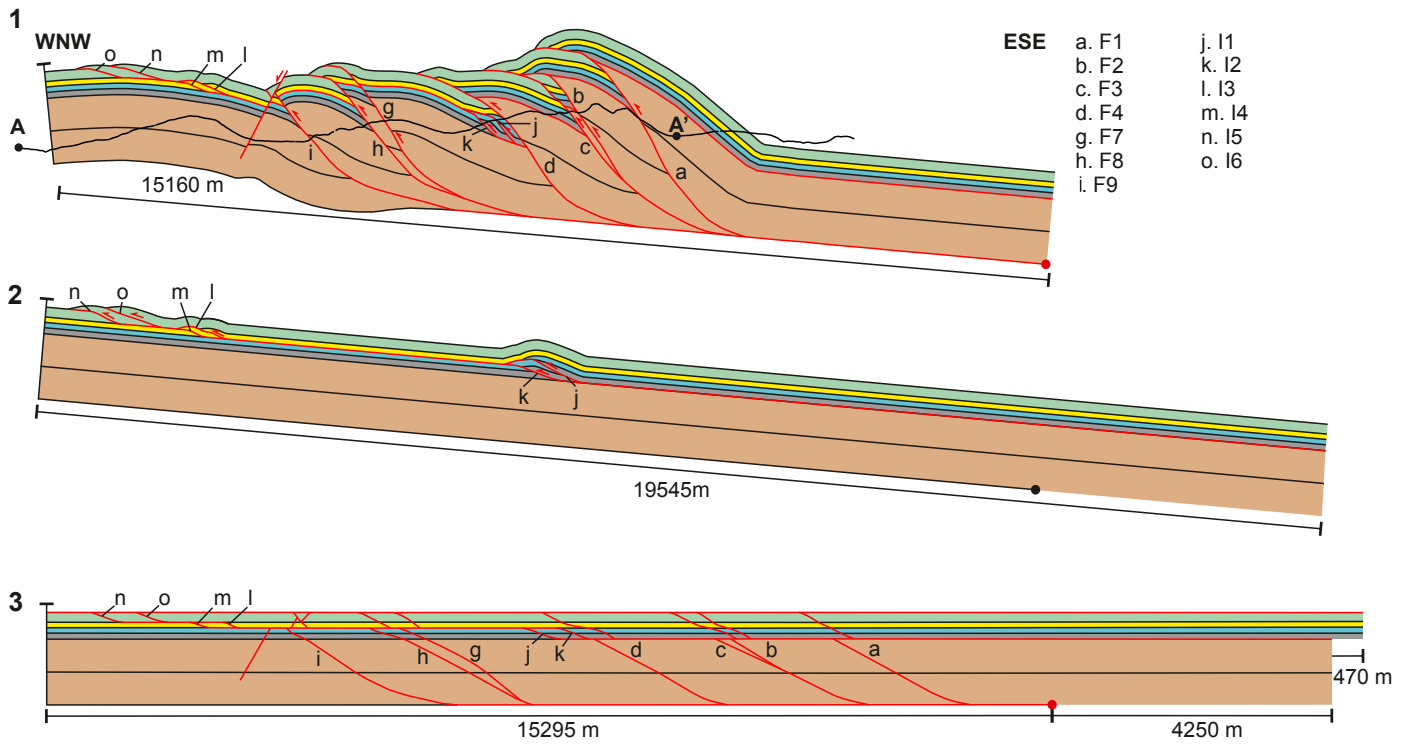 1
WNW
ESE
a. F1
b. F2
c. F3
d. F4
g. F7
h. F8
i. F9
j. I1
k. I2
l. I3
m. I4
n. I5
o. I6
o n m l
A
g
b
j
A'
k
i h d c a
15160 m
2
n o m l
k j
19545m
3
n o m l
i h g j k d c b a
470 m
15295 m
4250 m